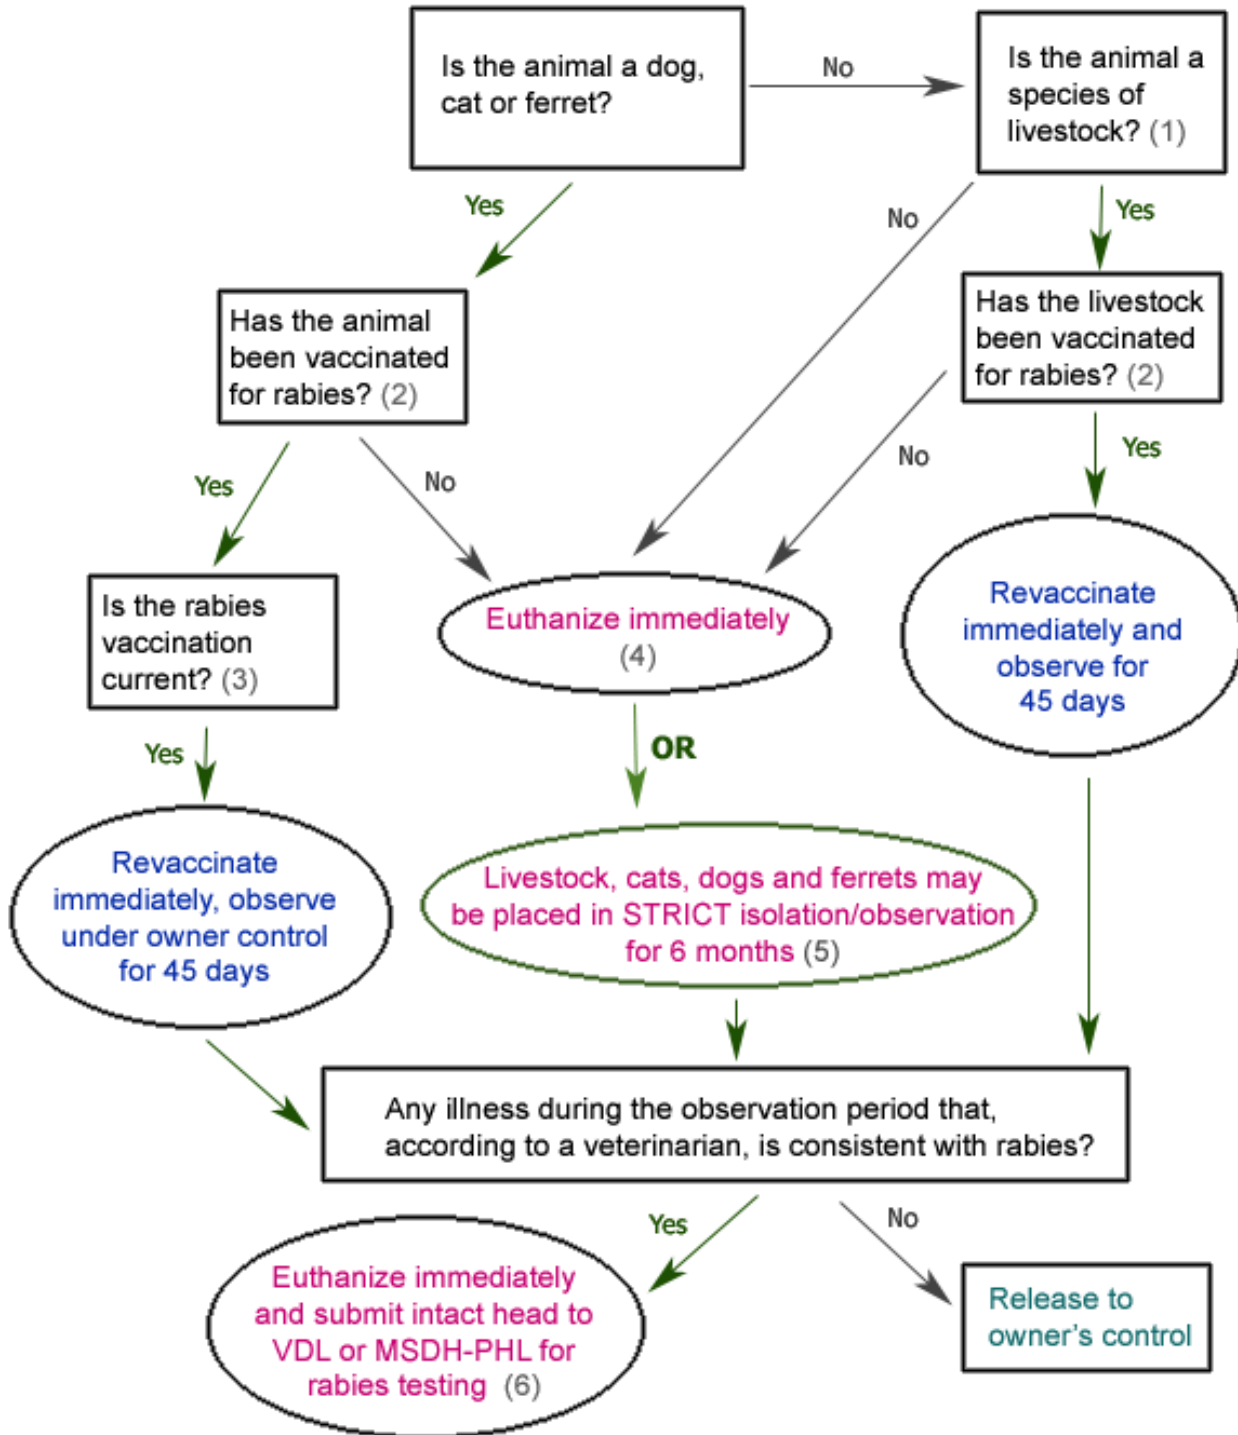 Is the animal a dog,
cat or ferret?
No
Is the animal a
species of
livestock? (1)
Yes
No
Yes
Has the animal
been vaccinated
for rabies? (2)
Has the livestock
been vaccinated
for rabies? (2)
Yes
No
No
Yes
Is the rabies
vaccination
current? (3)
Euthanize immediately
(4)
Revaccinate
immediately and
observe for
45 days
Yes
OR
Revaccinate
immediately, observe
under owner control
for 45 days
Livestock, cats, dogs and ferrets may
be placed in STRICT isolation/observation
for 6 months (5)
Any illness during the observation period that,
according to a veterinarian, is consistent with rabies?
Yes
No
Euthanize immediately
and submit intact head to
VDL or MSDH-PHL for
rabies testing (6)
Release to
owner's control